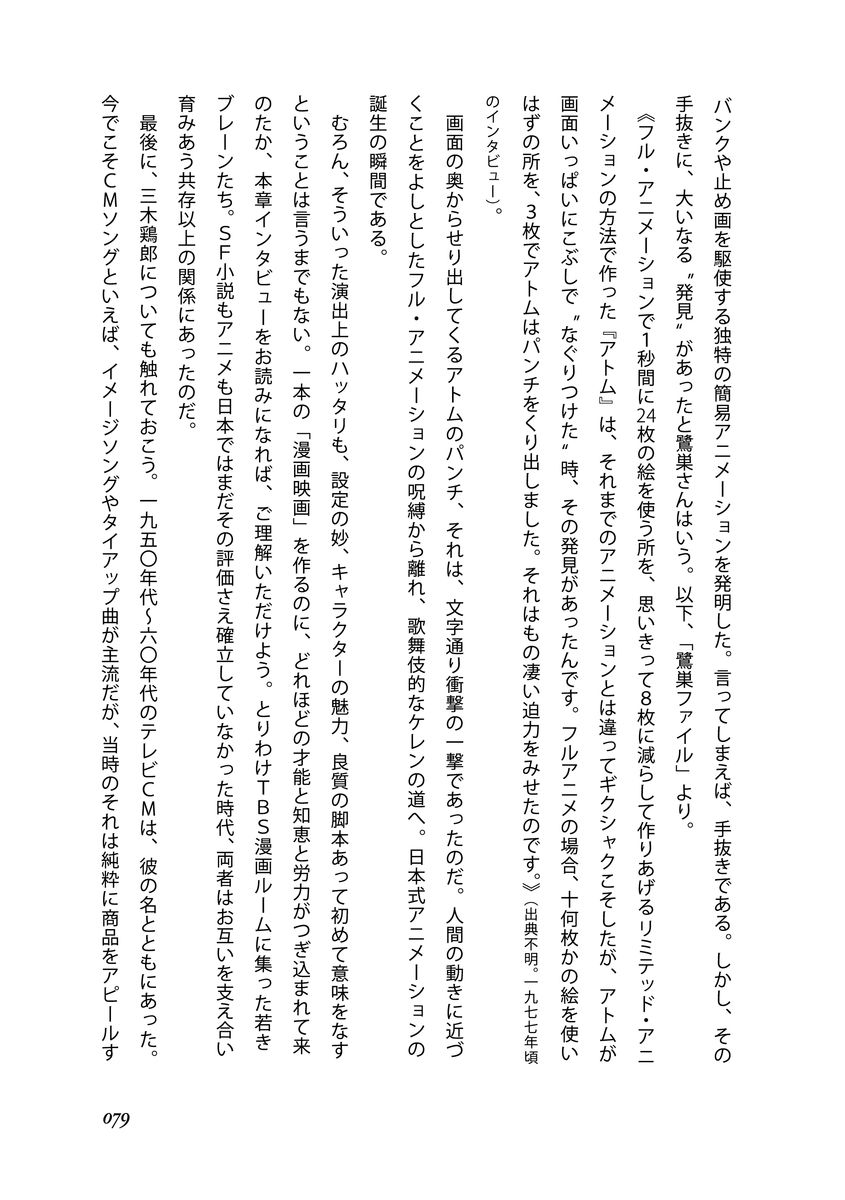 バンクや止め画を駆使する独特の簡易アニメーションを発明した。言ってしまえば、手抜きである。しかし、その
手抜きに、大いなる〝発見〟があったと鷺巣さんはいう。以下、「鷺巣ファイル」より。
《フル・アニメーションで1秒間に24枚の絵を使う所を、思いきって8枚に減らして作りあげるリミテッド・アニ
メーションの方法で作った『アトム』は、それまでのアニメーションとは違ってギクシャクこそしたが、アトムが
画面いっぱいにこぶしで〝なぐりつけた〟時、その発見があったんです。フルアニメの場合、十何枚かの絵を使い
はずの所を、3枚でアトムはパンチをくり出しました。それはもの凄い迫力をみせたのです。》（出典不明。一九七七年頃
のインタビュー）。
画面の奥からせり出してくるアトムのパンチ、それは、文字通り衝撃の一撃であったのだ。人間の動きに近づ
くことをよしとしたフル・アニメーションの呪縛から離れ、歌舞伎的なケレンの道へ。日本式アニメーションの
誕生の瞬間である。
むろん、そういった演出上のハッタリも、設定の妙、キャラクターの魅力、良質の脚本あって初めて意味をなす
ということは言うまでもない。一本の「漫画映画」を作るのに、どれほどの才能と知恵と労力がつぎ込まれて来
のたか、本章インタビューをお読みになれば、ご理解いただけよう。とりわけTBS漫画ルームに集った若き
ブレーンたち。SF小説もアニメも日本ではまだその評価さえ確立していなかった時代、両者はお互いを支え合い
育みあう共存以上の関係にあったのだ。
最後に、三木鶏郎についても触れておこう。一九五〇年代〜六〇年代のテレビCMは、彼の名とともにあった。
今でこそCMソングといえば、イメージソングやタイアップ曲が主流だが、当時のそれは純粋に商品をアピールす
079